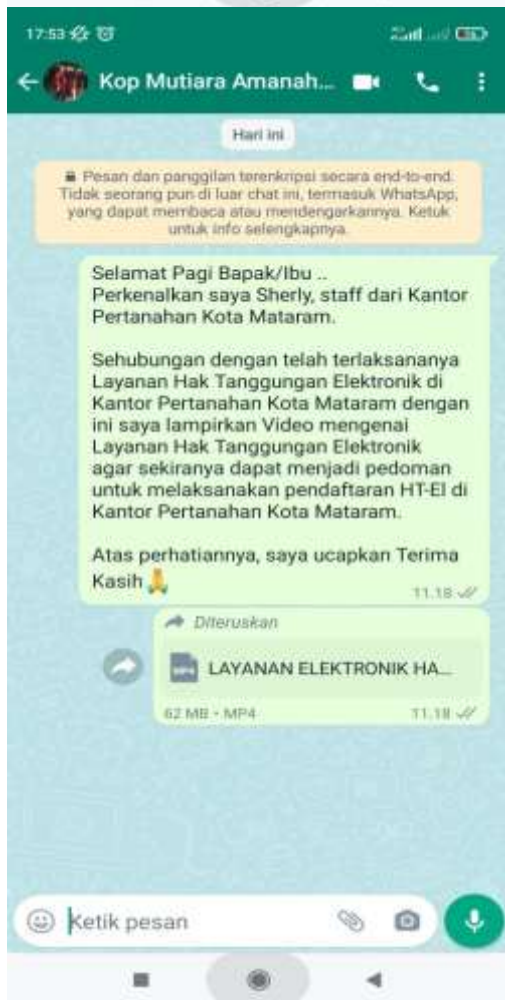 17:53
Kop Mutiara Amanah...
Hari ini
Pesan dan panggilan terenkripsi secara end-to-end.
Tidak seorang pun di luar chat ini, termasuk WhatsApp,
yang dapat membaca atau mendengarkannya. Ketuk
untuk info selengkapnya.
Selamat Pagi Bapak/Ibu ..
Perkenalkan saya Sherly, staff dari Kantor
Pertanahan Kota Mataram.
Sehubungan dengan telah terlaksananya
Layanan Hak Tanggungan Elektronik di
Kantor Pertanahan Kota Mataram dengan
ini saya lampirkan Video mengenai
Layanan Hak Tanggungan Elektronik
agar sekiranya dapat menjadi pedoman
untuk melaksanakan pendaftaran HT-El di
Kantor Pertanahan Kota Mataram.
Atas perhatiannya, saya ucapkan Terima
Kasih🙏
11.18
Diteruskan
LAYANAN ELEKTRONIK HA...
62 MB • MP4 11.18
Ketik pesan